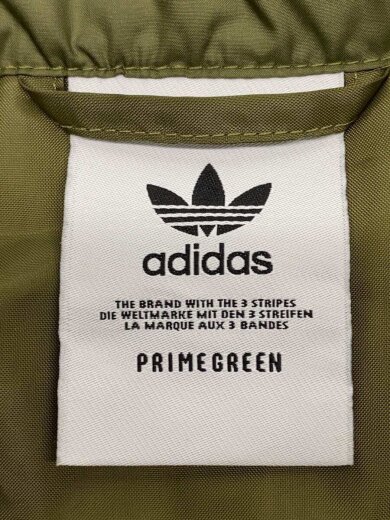 adidas
THE BRAND WITH THE 3 STRIPES
DIE WELTMARKE MIT DEN 3 STREIFEN
LA MARQUE AUX 3 BANDES
PRIMEGREEN